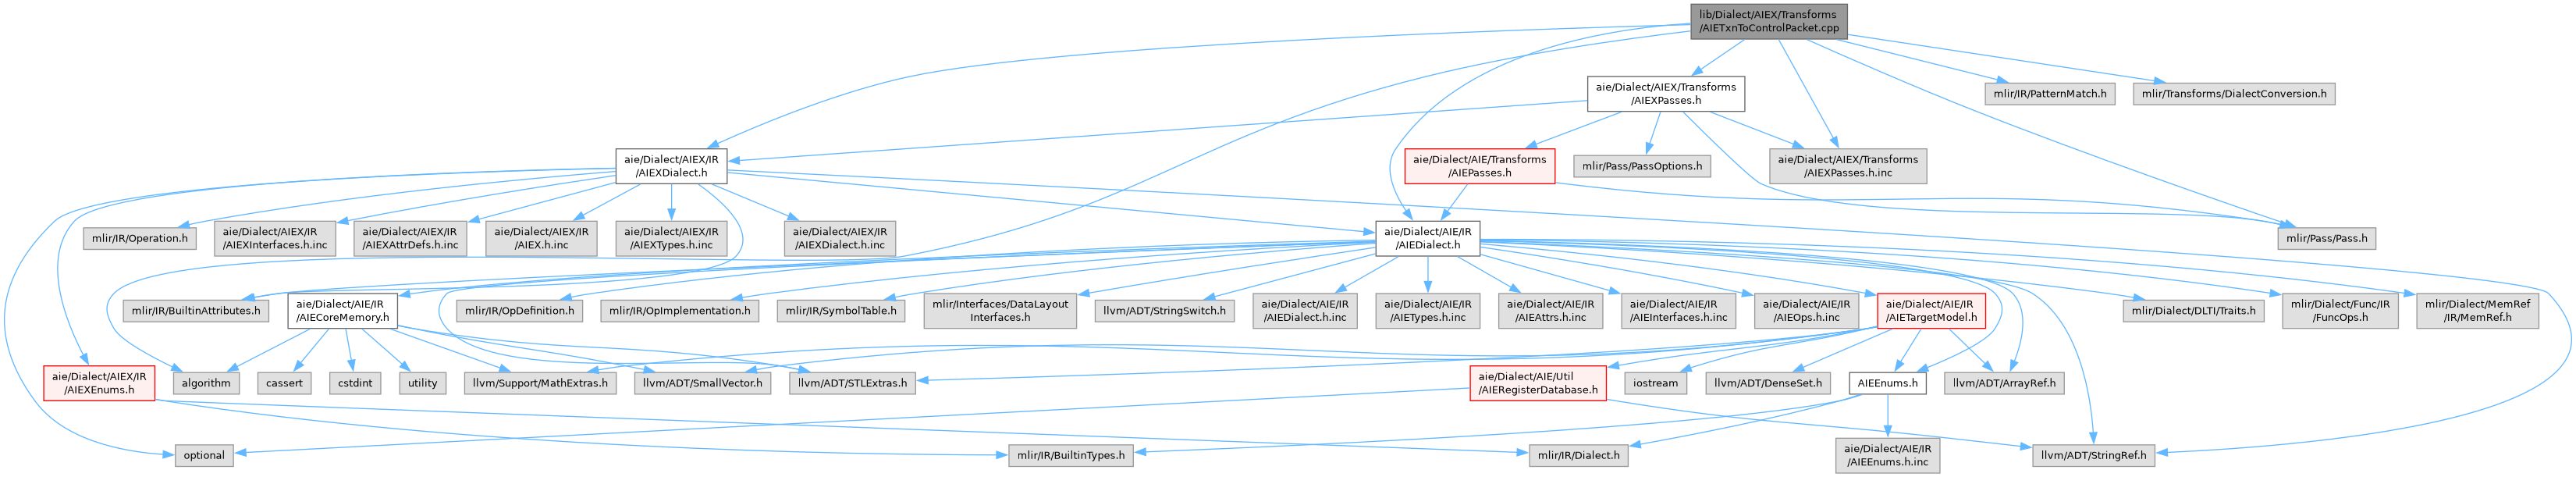 lib/Dialect/AIEX/Transforms
/AIETxnToControlPacket.cpp
aie/Dialect/AIEX/Transforms
/AIEXPasses.h
mlir/IR/PatternMatch.h
mlir/Transforms/DialectConversion.h
aie/Dialect/AIEX/IR
/AIEXDialect.h
aie/Dialect/AIE/Transforms
/AIEPasses.h
mlir/Pass/PassOptions.h
aie/Dialect/AIEX/Transforms
/AIEXPasses.h.inc
mlir/IR/Operation.h
aie/Dialect/AIEX/IR
/AIEXInterfaces.h.inc
aie/Dialect/AIEX/IR
/AIEXAttrDefs.h.inc
aie/Dialect/AIEX/IR
/AIEX.h.inc
aie/Dialect/AIEX/IR
/AIEXTypes.h.inc
aie/Dialect/AIEX/IR
/AIEXDialect.h.inc
aie/Dialect/AIE/IR
/AIEDialect.h
mlir/Pass/Pass.h
mlir/IR/BuiltinAttributes.h
aie/Dialect/AIE/IR
/AIECoreMemory.h
mlir/IR/OpDefinition.h
mlir/IR/OpImplementation.h
mlir/IR/SymbolTable.h
mlir/Interfaces/DataLayout
Interfaces.h
llvm/ADT/StringSwitch.h
aie/Dialect/AIE/IR
/AIEDialect.h.inc
aie/Dialect/AIE/IR
/AIETypes.h.inc
aie/Dialect/AIE/IR
/AIEAttrs.h.inc
aie/Dialect/AIE/IR
/AIEInterfaces.h.inc
aie/Dialect/AIE/IR
/AIEOps.h.inc
aie/Dialect/AIE/IR
/AIETargetModel.h
mlir/Dialect/DLTI/Traits.h
mlir/Dialect/Func/IR
/FuncOps.h
mlir/Dialect/MemRef
/IR/MemRef.h
aie/Dialect/AIEX/IR
/AIEXEnums.h
algorithm
cassert
cstdint
utility
llvm/Support/MathExtras.h
llvm/ADT/SmallVector.h
llvm/ADT/STLExtras.h
aie/Dialect/AIE/Util
/AIERegisterDatabase.h
iostream
llvm/ADT/DenseSet.h
AIEEnums.h
llvm/ADT/ArrayRef.h
optional
mlir/IR/BuiltinTypes.h
mlir/IR/Dialect.h
aie/Dialect/AIE/IR
/AIEEnums.h.inc
llvm/ADT/StringRef.h